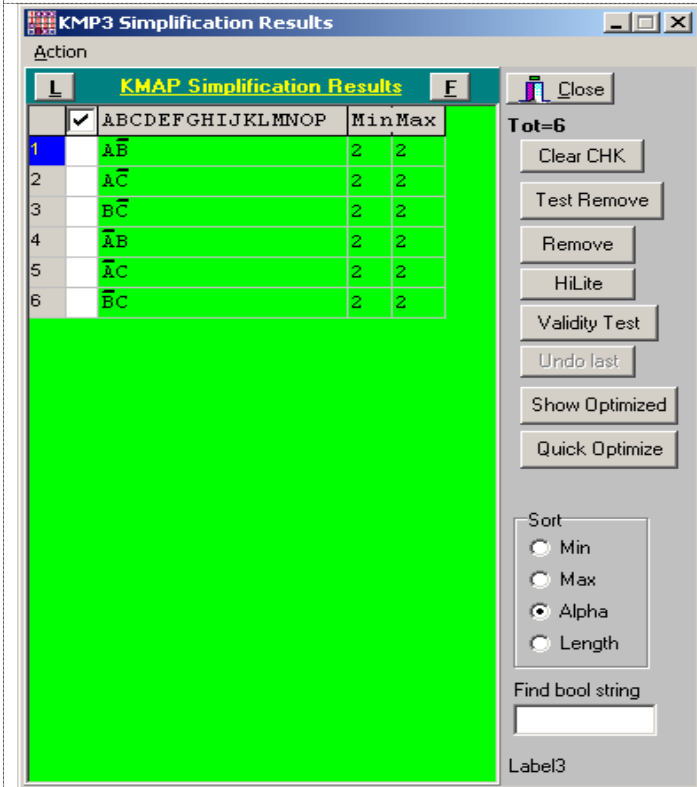 KMP3 Simplification Results
Action
L KMAP Simplification Results F
Close
ABCDEFGHIJKLMNOP Min Max
1 AB̅ 2 2
2 AC̅ 2 2
3 BC̅ 2 2
4 A̅B 2 2
5 A̅C 2 2
6 B̅C 2 2
Tot=6
Clear CHK
Test Remove
Remove
HiLite
Validity Test
Undo last
Show Optimized
Quick Optimize
Sort
Min
Max
Alpha
Length
Find bool string
Label3